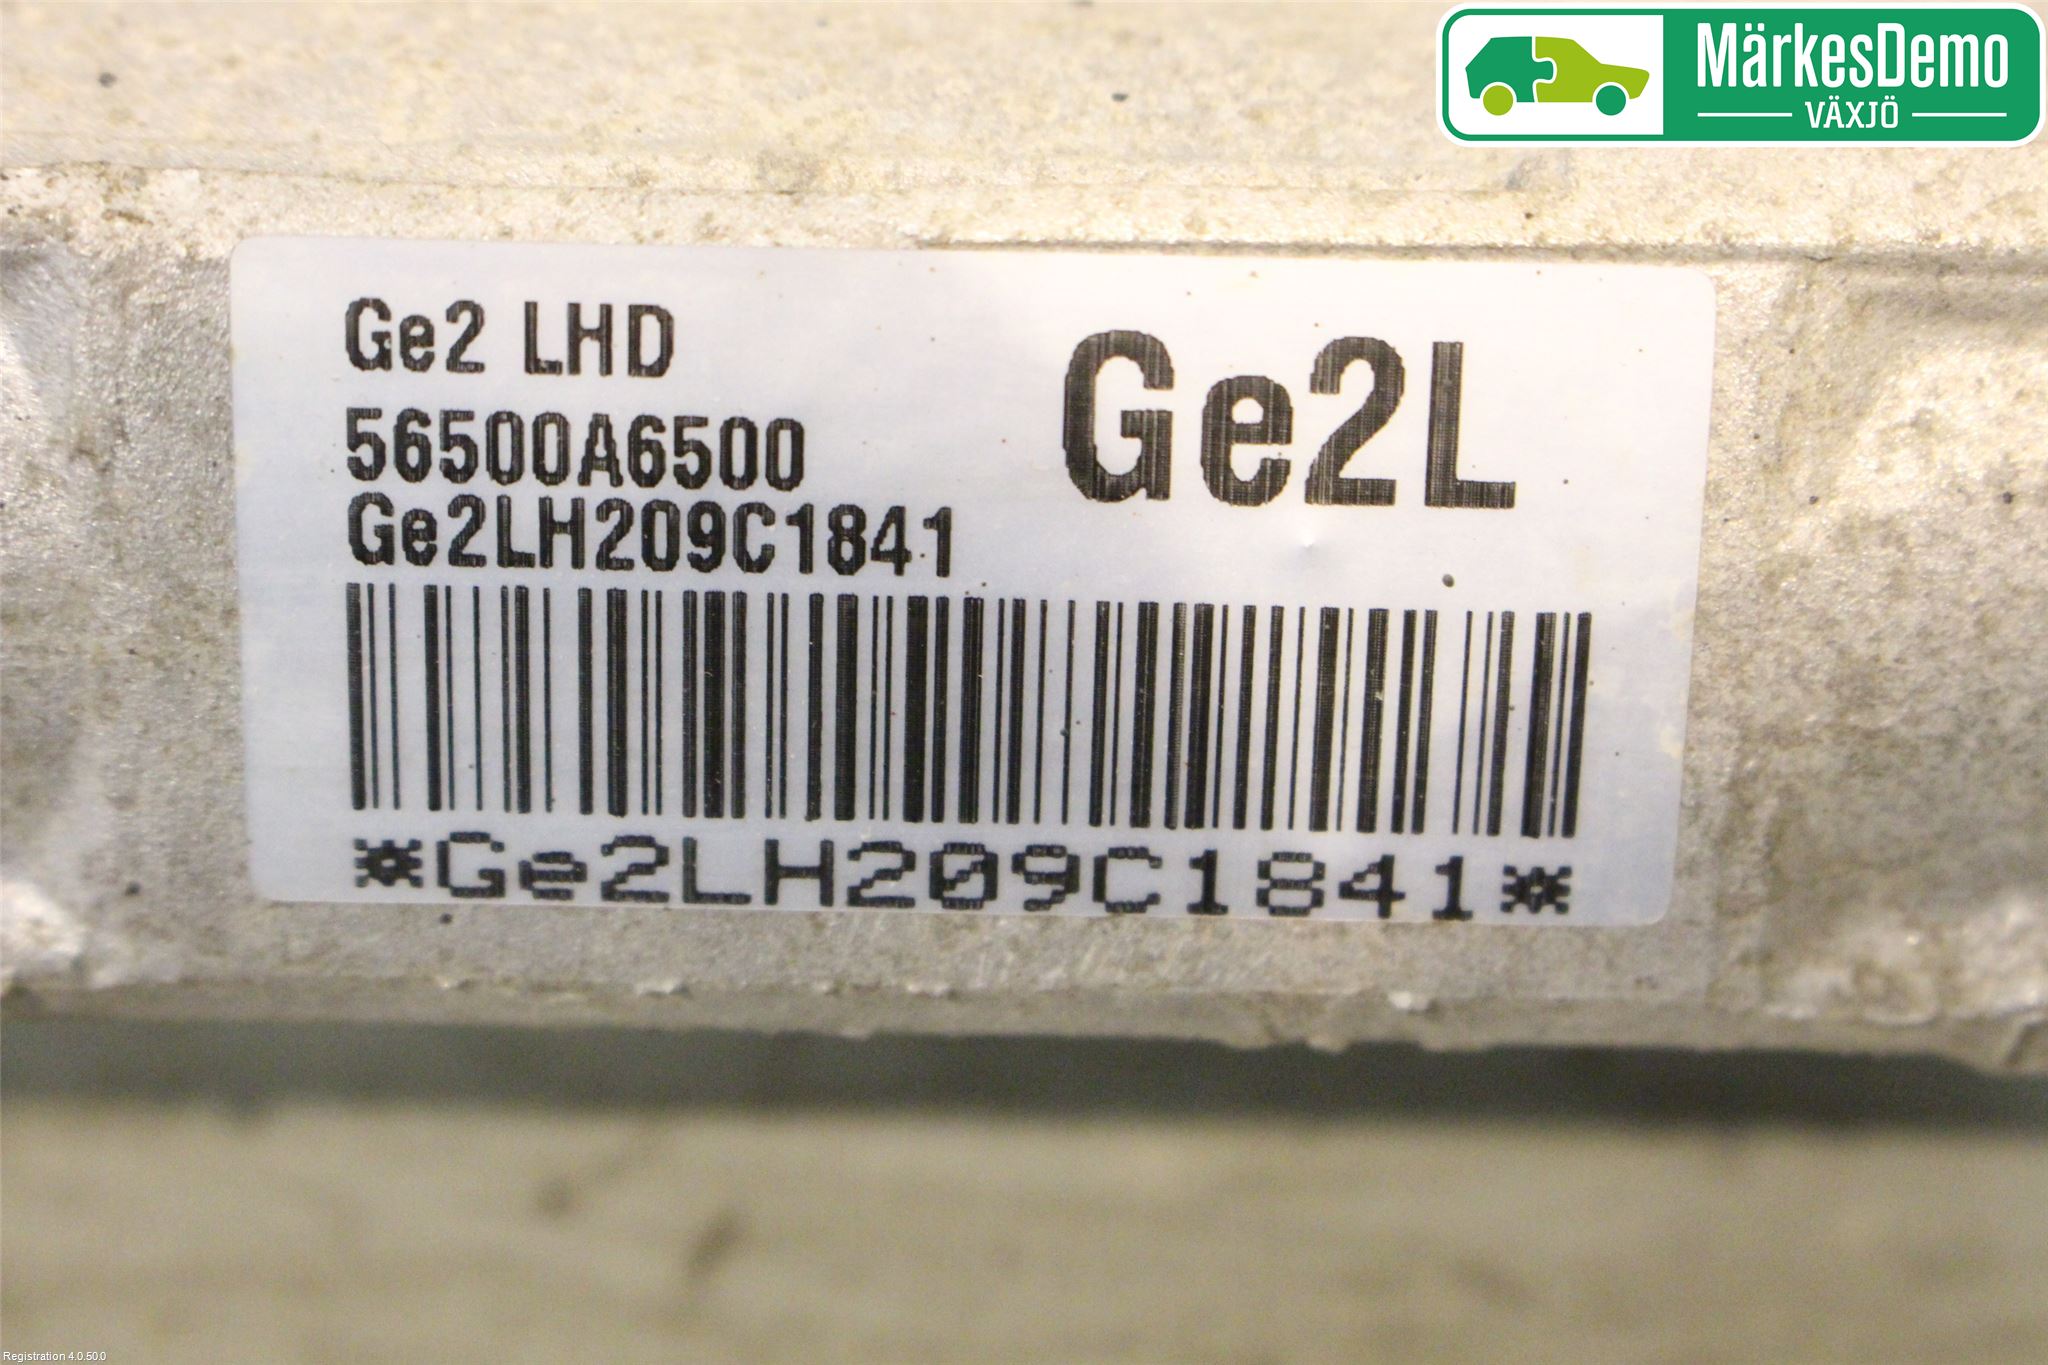 MärkesDemo
VÄXJÖ
Ge2 LHD
Ge2L
56500A6500
Ge2LH209C1841
*Ge2LH209C1841*
Registration 4.0.50.0